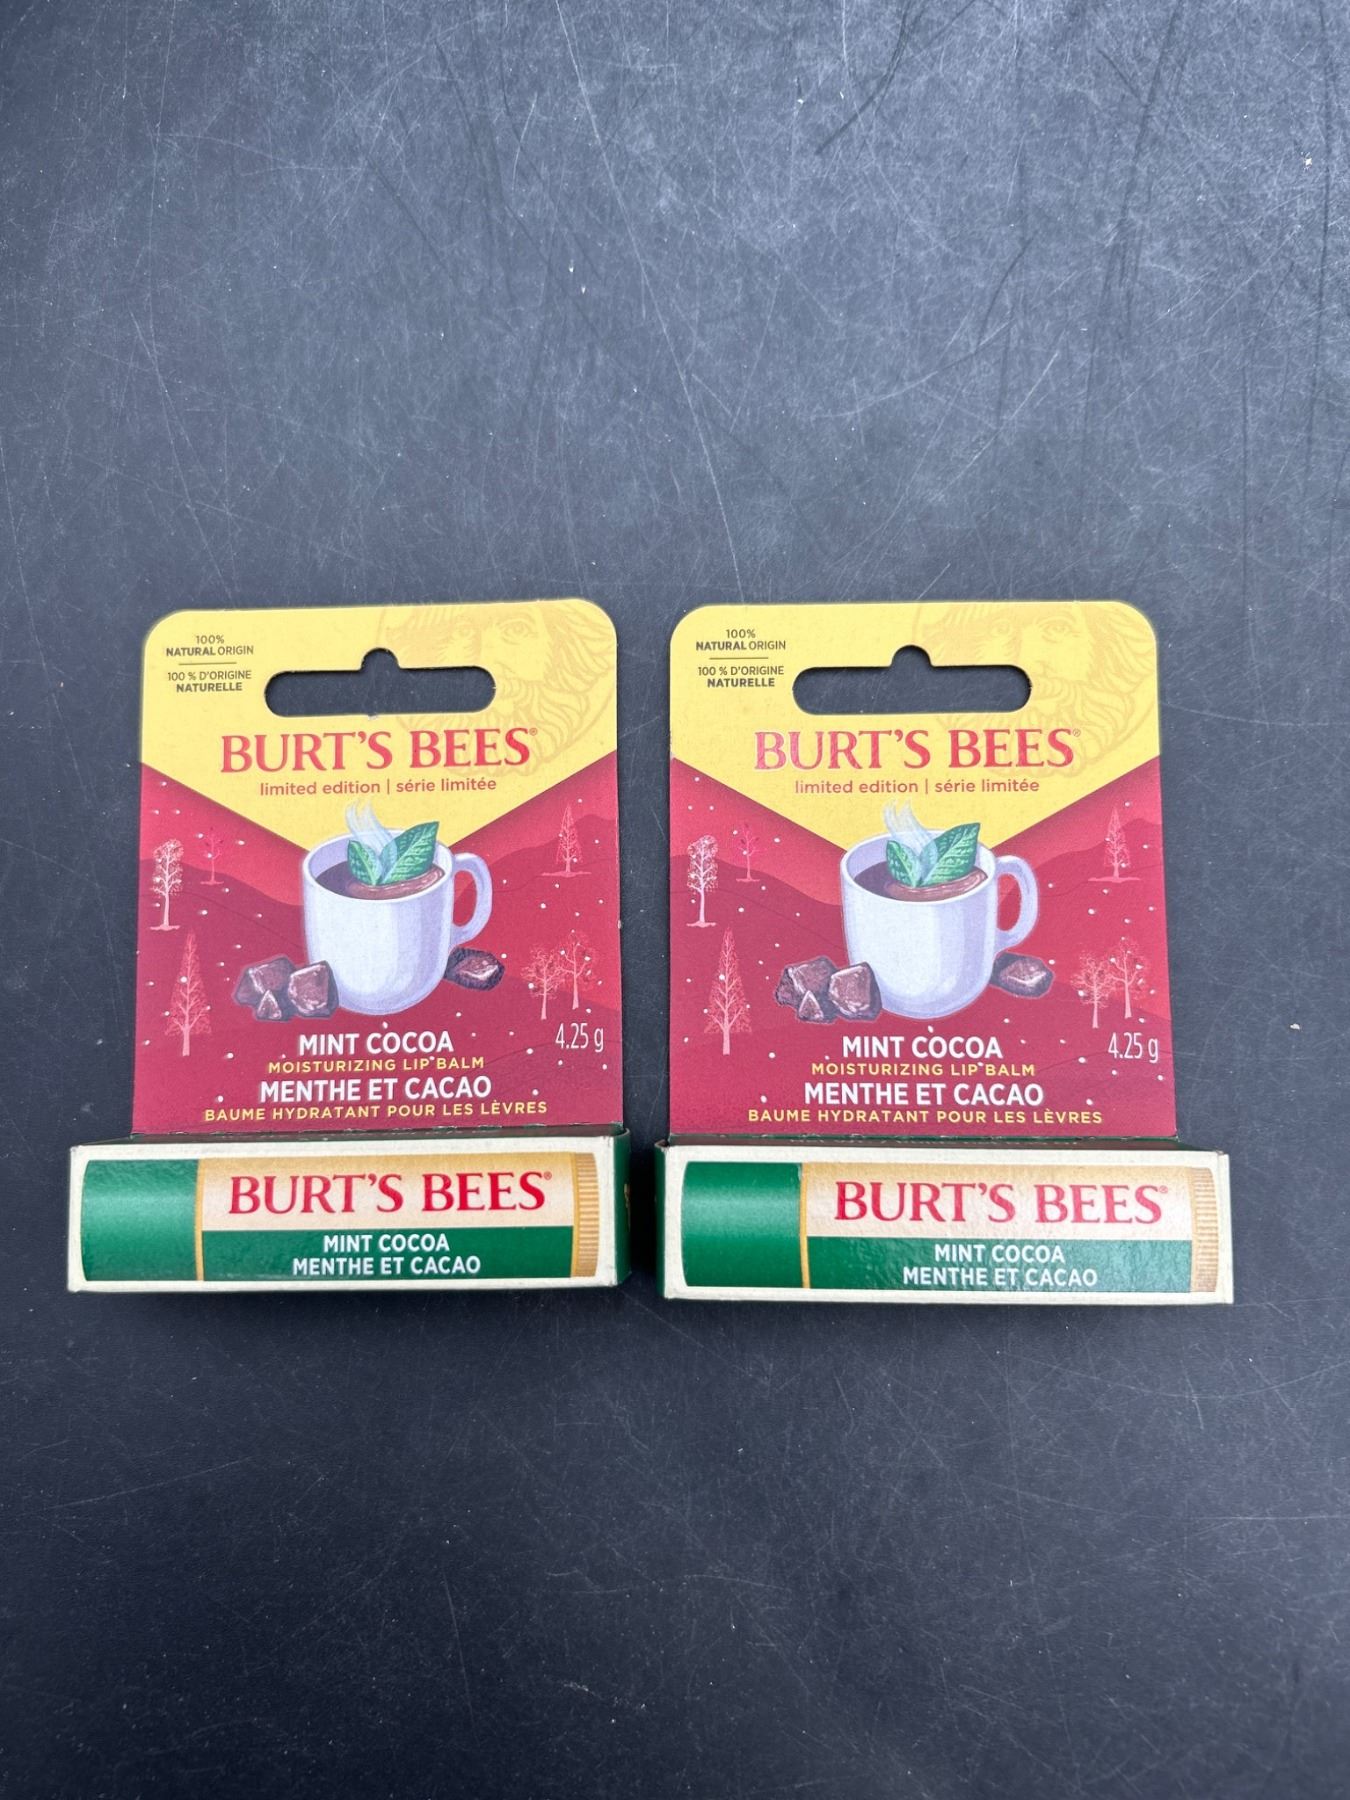 100%
NATURAL ORIGIN
100 % D'ORIGINE
NATURELLE
BURT'S BEES®
limited edition | série limitée
MINT COCOA
4.25 g
MOISTURIZING LIP BALM
MENTHE ET CACAO
BAUME HYDRATANT POUR LES LÈVRES
BURT'S BEES®
MINT COCOA
MENTHE ET CACAO
100%
NATURAL ORIGIN
100 % D'ORIGINE
NATURELLE
BURT'S BEES®
limited edition | série limitée
MINT COCOA
4.25 g
MOISTURIZING LIP BALM
MENTHE ET CACAO
BAUME HYDRATANT POUR LES LÈVRES
BURT'S BEES®
MINT COCOA
MENTHE ET CACAO